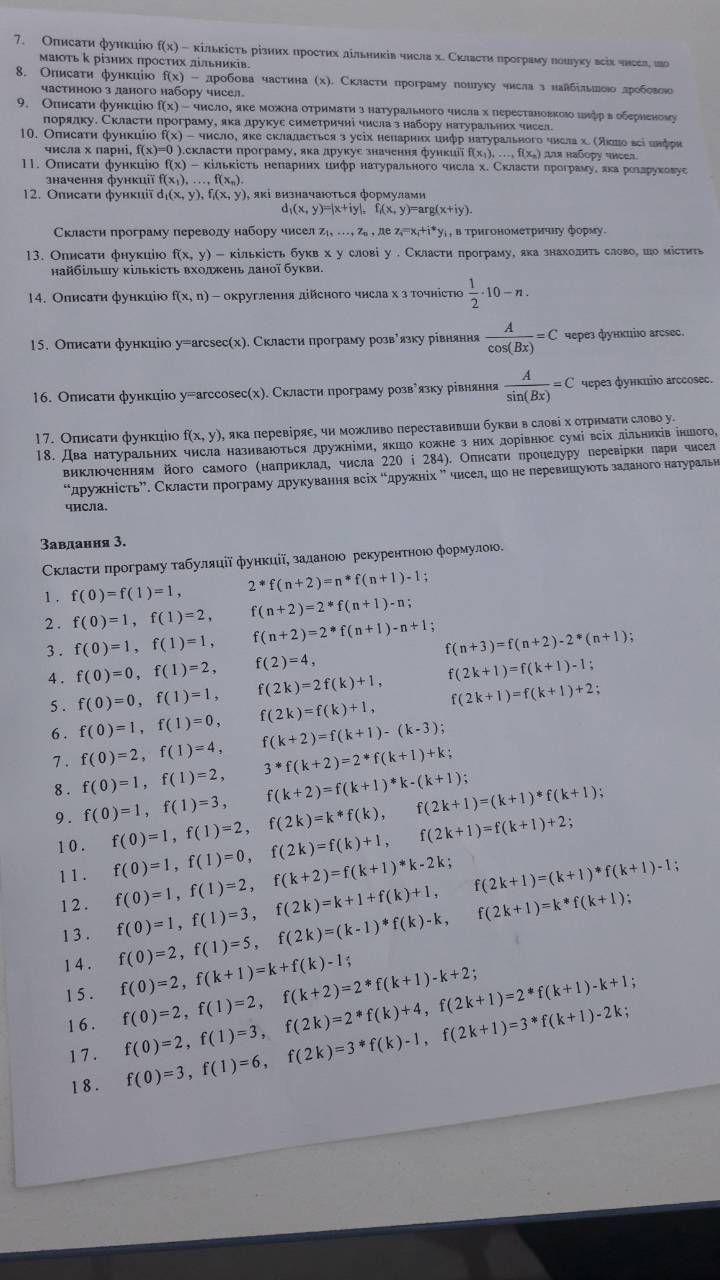 7. Описати функцію f(x) – кількість різних простих дільників числа x. Скласти програму пошуку всіх чисел, що
мають k різних простих дільників.
8. Описати функцію f(x) – дробова частина (x). Скласти програму пошуку числа з найбільшою дробовою
частиною з даного набору чисел.
9. Описати функцію f(x) – число, яке можна отримати з натурального числа x перестановкою цифр в оберненому
порядку. Скласти програму, яка друкує симетричні числа з набору натуральних чисел.
10. Описати функцію f(x) – число, яке складається з усіх непарних цифр натурального числа x. (Якщо всі цифри
числа x парні, f(x)=0 ).скласти програму, яка друкує значення функції f(x₁), …, f(xₙ) для набору чисел.
11. Описати функцію f(x) – кількість непарних цифр натурального числа x. Скласти програму, яка роздруковує
значення функції f(x₁), …, f(xₙ).
12. Описати функції d₁(x, y), f₁(x, y), які визначаються формулами
d₁(x, y)=|x+iy|, f₁(x, y)=arg(x+iy).
Скласти програму переводу набору чисел z₁, …, zₙ , де zᵢ=xᵢ+i*yᵢ , в тригонометричну форму.
13. Описати фнукцію f(x, y) – кількість букв x у слові y . Скласти програму, яка знаходить слово, що містить
найбільшу кількість входжень даної букви.
14. Описати функцію f(x, n) – округлення дійсного числа x з точністю 1/2 · 10 – n .
15. Описати функцію y=arcsec(x). Скласти програму розв’язку рівняння A/cos(Bx) = C через функцію arcsec.
16. Описати функцію y=arccosec(x). Скласти програму розв’язку рівняння A/sin(Bx) = C через функцію arccosec.
17. Описати функцію f(x, y), яка перевіряє, чи можливо переставивши букви в слові x отримати слово y.
18. Два натуральних числа називаються дружніми, якщо кожне з них дорівнює сумі всіх дільників іншого,
виключенням його самого (наприклад, числа 220 і 284). Описати процедуру перевірки пари чисел
“дружність”. Скласти програму друкування всіх “дружніх ” чисел, що не перевищують заданого натуральн
числа.
Завдання 3.
Скласти програму табуляції функції, заданою рекурентною формулою.
1. f(0)=f(1)=1, 2*f(n+2)=n*f(n+1)-1;
2. f(0)=1, f(1)=2, f(n+2)=2*f(n+1)-n;
3. f(0)=1, f(1)=1, f(n+2)=2*f(n+1)-n+1;
4. f(0)=0, f(1)=2, f(2)=4, f(n+3)=f(n+2)-2*(n+1);
5. f(0)=0, f(1)=1, f(2k)=2f(k)+1, f(2k+1)=f(k+1)-1;
6. f(0)=1, f(1)=0, f(2k)=f(k)+1, f(2k+1)=f(k+1)+2;
7. f(0)=2, f(1)=4, f(k+2)=f(k+1)- (k-3);
8. f(0)=1, f(1)=2, 3*f(k+2)=2*f(k+1)+k;
9. f(0)=1, f(1)=3, f(k+2)=f(k+1)*k-(k+1);
10. f(0)=1, f(1)=2, f(2k)=k*f(k), f(2k+1)=(k+1)*f(k+1);
11. f(0)=1, f(1)=0, f(2k)=f(k)+1, f(2k+1)=f(k+1)+2;
12. f(0)=1, f(1)=2, f(k+2)=f(k+1)*k-2k;
13. f(0)=1, f(1)=3, f(2k)=k+1+f(k)+1, f(2k+1)=(k+1)*f(k+1)-1;
14. f(0)=2, f(1)=5, f(2k)=(k-1)*f(k)-k, f(2k+1)=k*f(k+1);
15. f(0)=2, f(k+1)=k+f(k)-1;
16. f(0)=2, f(1)=2, f(k+2)=2*f(k+1)-k+2;
17. f(0)=2, f(1)=3, f(2k)=2*f(k)+4, f(2k+1)=2*f(k+1)-k+1;
18. f(0)=3, f(1)=6, f(2k)=3*f(k)-1, f(2k+1)=3*f(k+1)-2k;